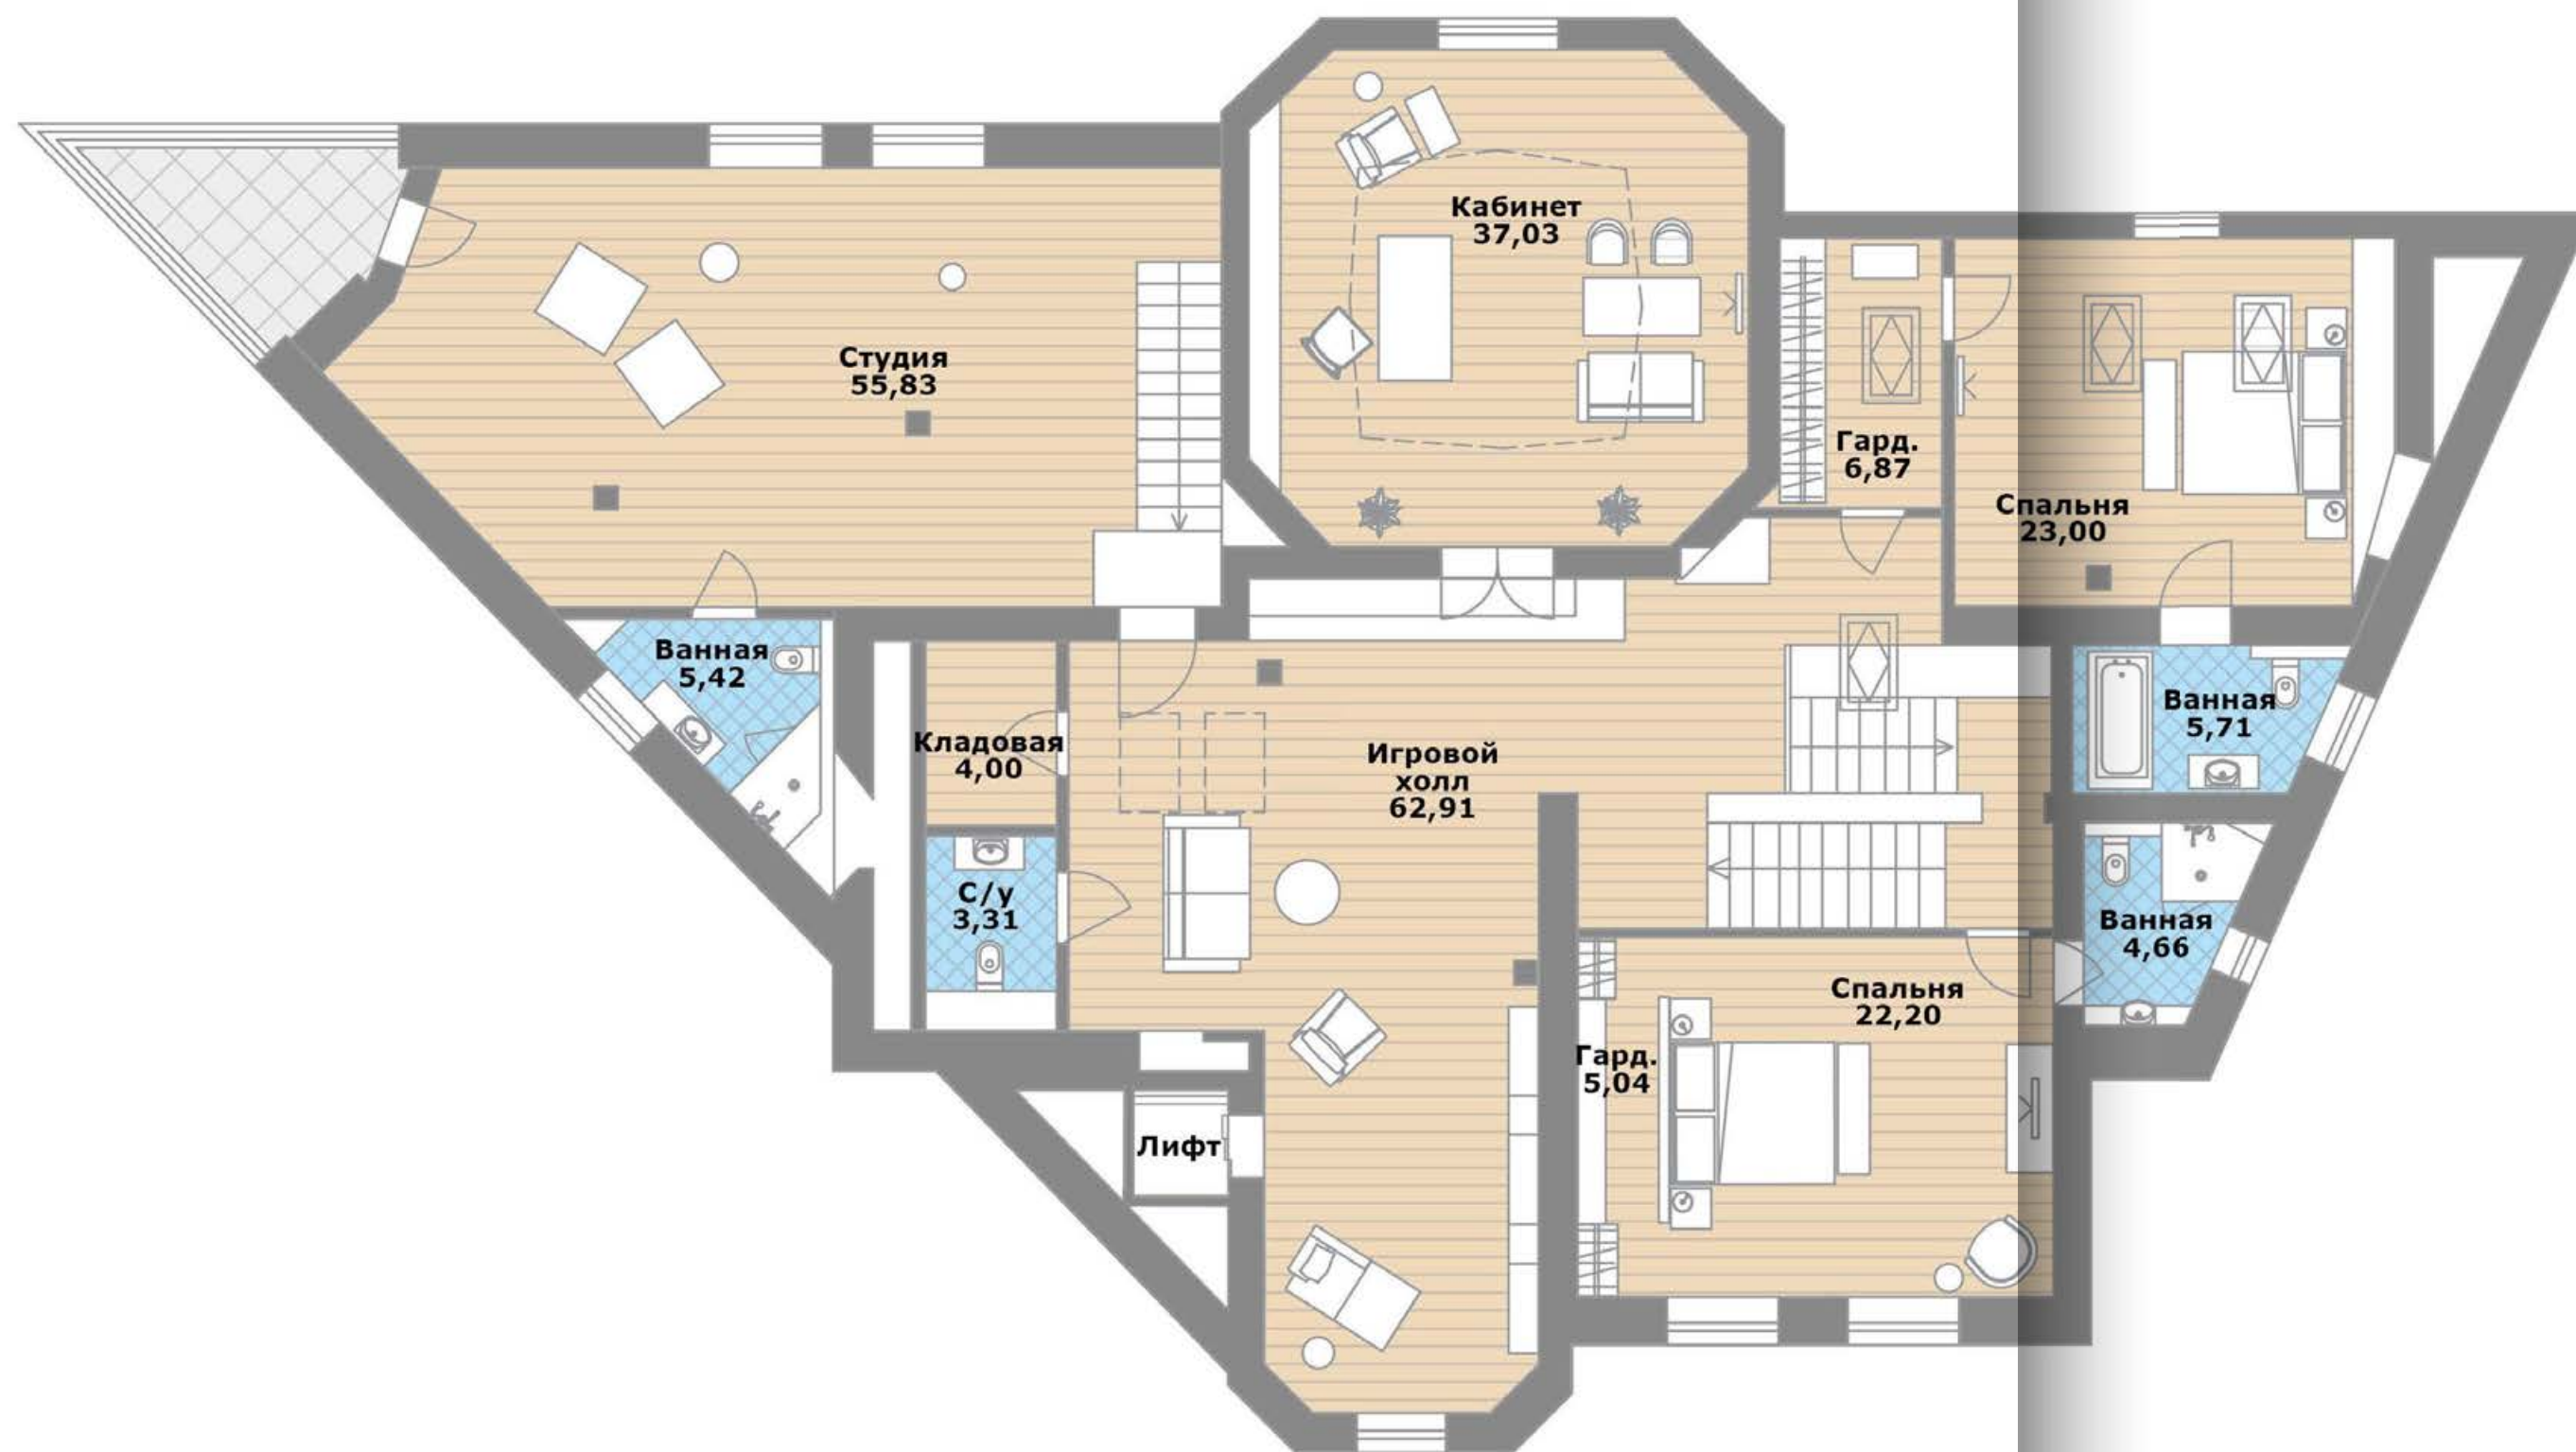 Кабинет
37,03
Студия
55,83
Гард.
6,87
Спальня
23,00
Ванная
5,42
Кладовая
4,00
Игровой
холл
62,91
Ванная
5,71
С/у
3,31
Ванная
4,66
Спальня
22,20
Гард.
5,04
Лифт